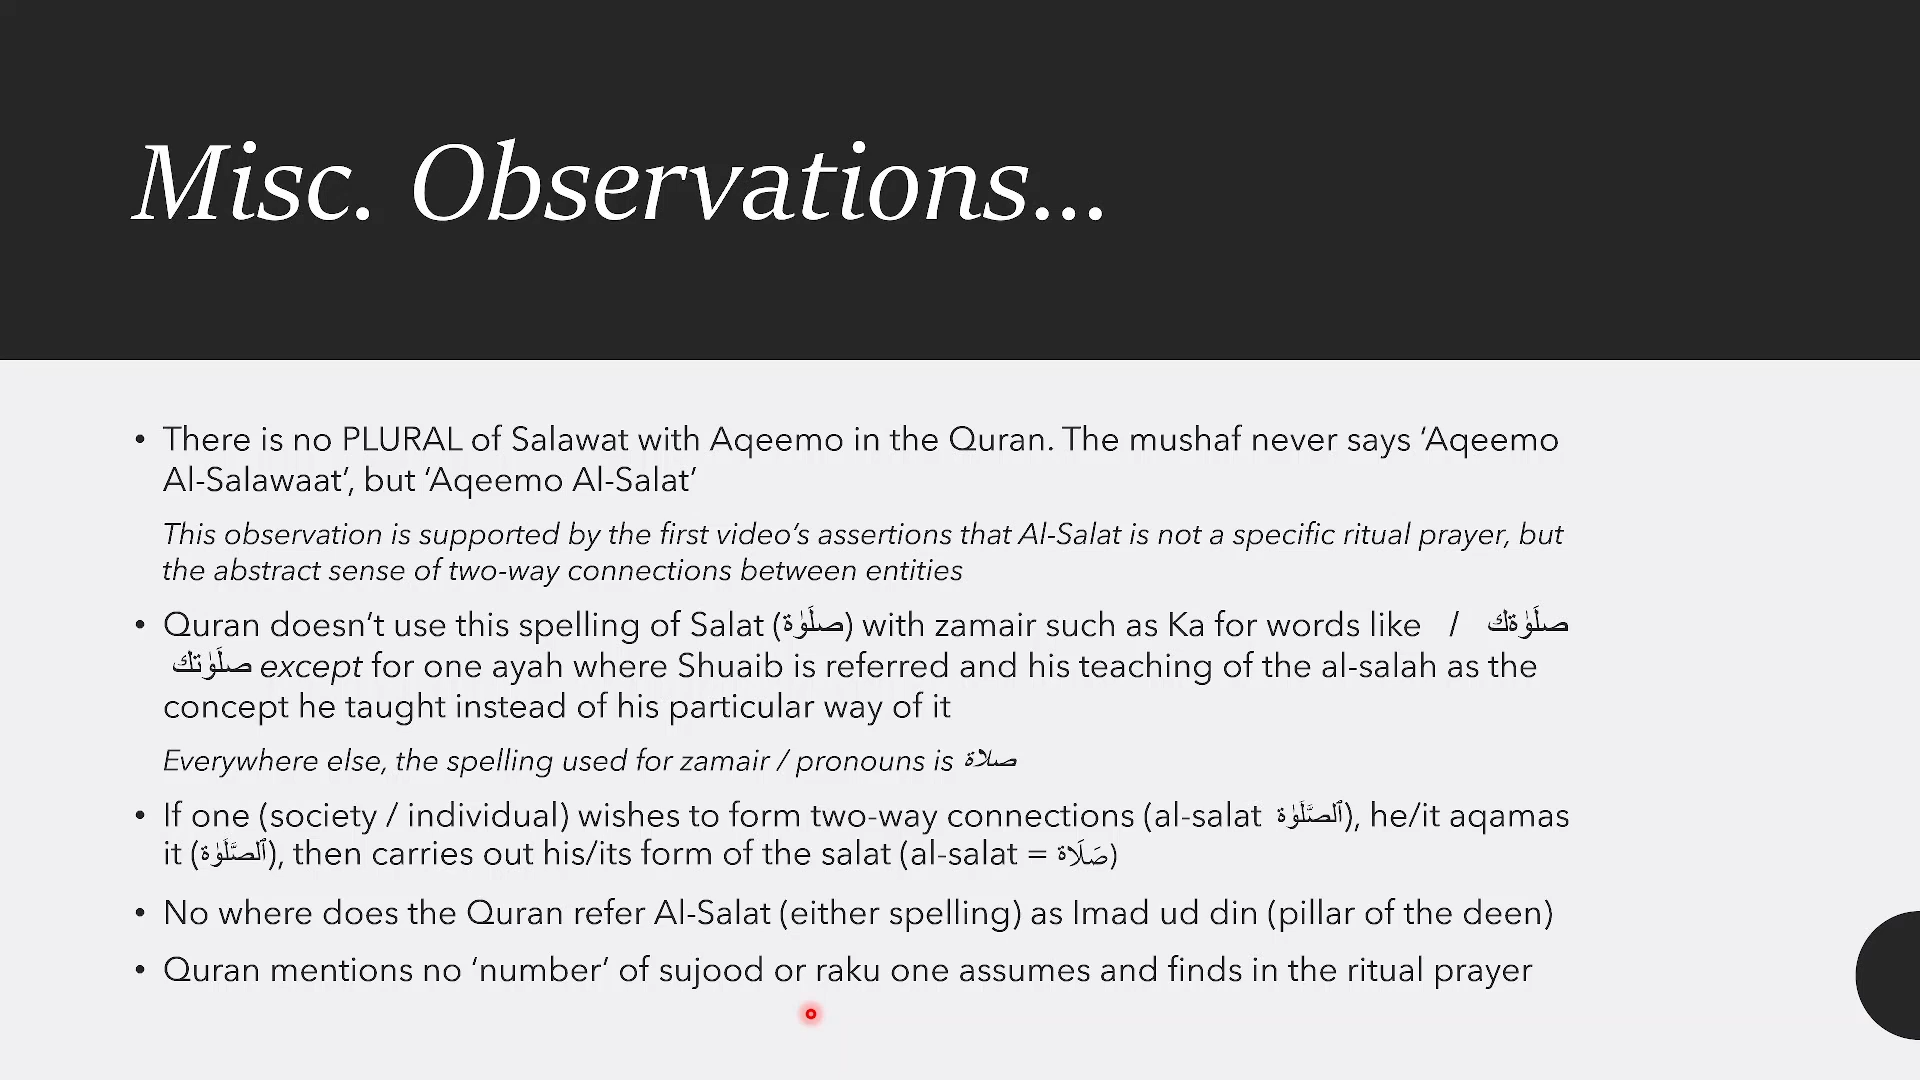 Misc. Observations...
• There is no PLURAL of Salawat with Aqeemo in the Quran. The mushaf never says ‘Aqeemo
Al-Salawaat’, but ‘Aqeemo Al-Salat’
This observation is supported by the first video’s assertions that Al-Salat is not a specific ritual prayer, but
the abstract sense of two-way connections between entities
• Quran doesn’t use this spelling of Salat (صلَوٰة) with zamair such as Ka for words like / صلَوٰةك
صلَوٰتك except for one ayah where Shuaib is referred and his teaching of the al-salah as the
concept he taught instead of his particular way of it
Everywhere else, the spelling used for zamair / pronouns is صلاة
• If one (society / individual) wishes to form two-way connections (al-salat ٱلصَّلَوٰة), he/it aqamas
it (ٱلصَّلَوٰة), then carries out his/its form of the salat (al-salat = صَلَاة)
• No where does the Quran refer Al-Salat (either spelling) as Imad ud din (pillar of the deen)
• Quran mentions no ‘number’ of sujood or raku one assumes and finds in the ritual prayer